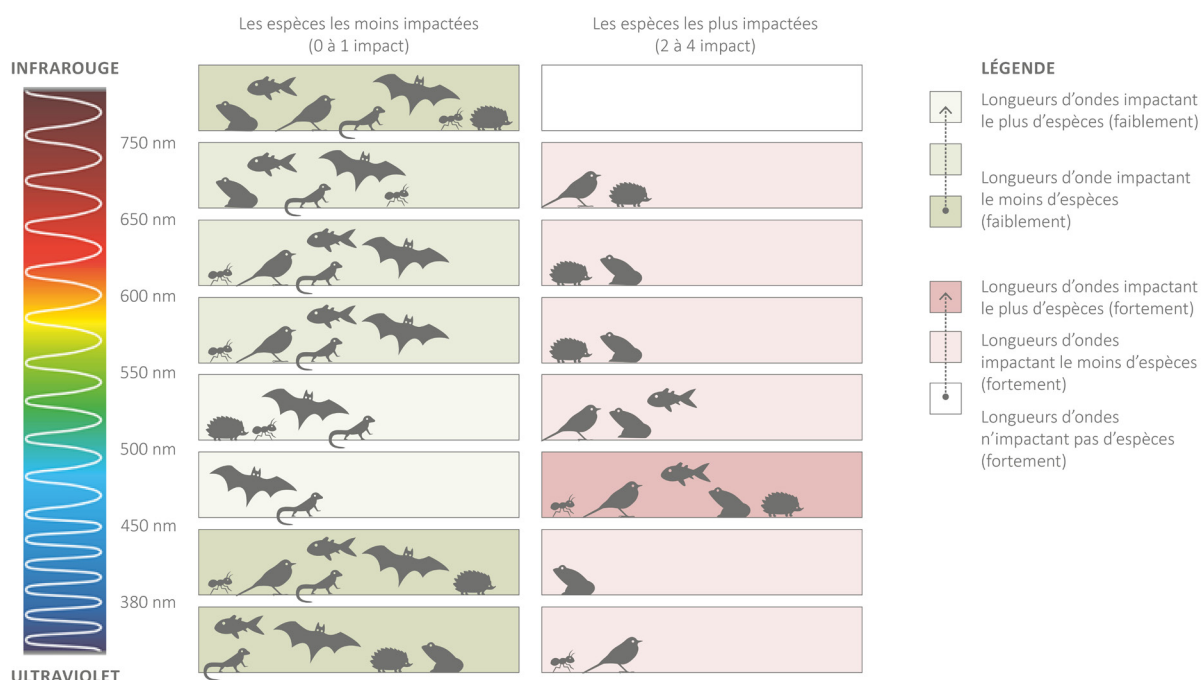 Les espèces les moins impactées
(0 à 1 impact)
Les espèces les plus impactées
(2 à 4 impact)
INFRAROUGE
750 nm
650 nm
600 nm
550 nm
500 nm
450 nm
380 nm
ULTRAVIOLET
LÉGENDE
Longueurs d'ondes impactant
le plus d'espèces (faiblement)
Longueurs d'onde impactant
le moins d'espèces
(faiblement)
Longueurs d'ondes impactant
le plus d'espèces (fortement)
Longueurs d'ondes
impactant le moins d'espèces
(fortement)
Longueurs d'ondes
n'impactant pas d'espèces
(fortement)